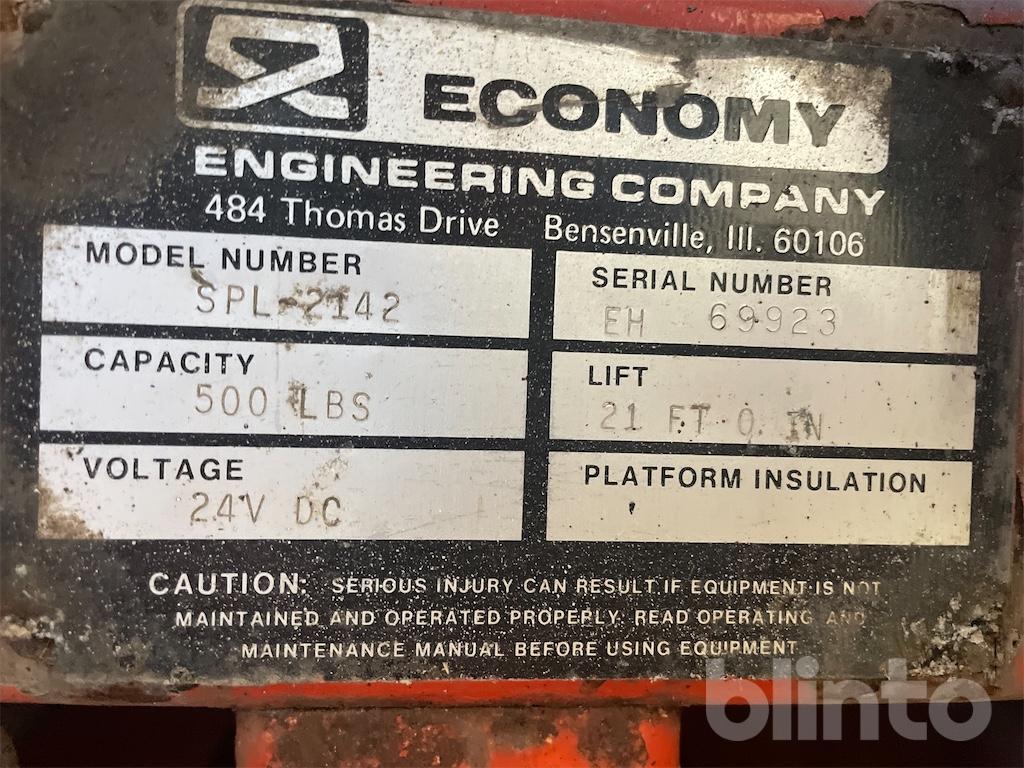 ECONOMY
ENGINEERING COMPANY
484 Thomas Drive Bensenville, Ill. 60106
MODEL NUMBER
SPL-2142
SERIAL NUMBER
EH 69923
CAPACITY
500 LBS
LIFT
21 FT 0 IN
VOLTAGE
24V DC
PLATFORM INSULATION
CAUTION: SERIOUS INJURY CAN RESULT IF EQUIPMENT IS NOT
MAINTAINED AND OPERATED PROPERLY. READ OPERATING AND
MAINTENANCE MANUAL BEFORE USING EQUIPMENT
blinto